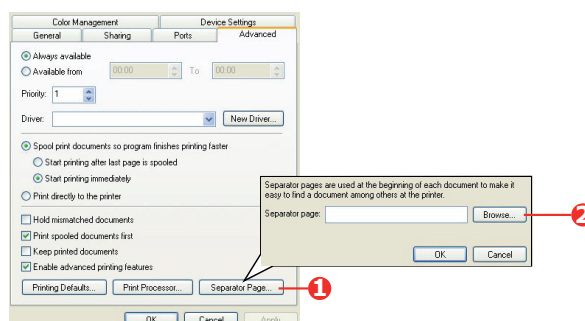 Color Management Device Settings
General Sharing Ports Advanced
Always available
Available from 00:00 To 00:00
Priority: 1
Driver: New Driver...
Spool print documents so program finishes printing faster
Start printing after last page is spooled
Start printing immediately
Print directly to the printer
Separator pages are used at the beginning of each document to make it
easy to find a document among others at the printer.
Separator page: Browse...
2
OK Cancel
Hold mismatched documents
Print spooled documents first
Keep printed documents
Enable advanced printing features
Printing Defaults... Print Processor... Separator Page...
1
OK Cancel Apply